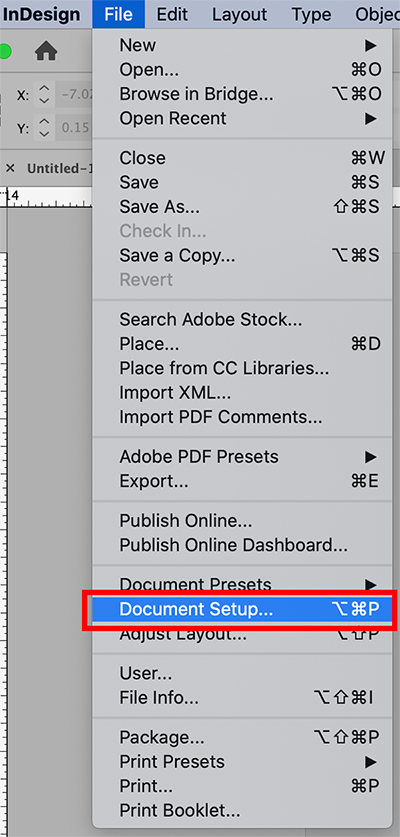 InDesign File Edit Layout Type Objec
X: -7.02
Y: 0.15
× Untitled-1
14
New ▶
Open... ⌘O
Browse in Bridge... ⌥⌘O
Open Recent ▶
Close ⌘W
Save ⌘S
Save As... ⇧⌘S
Check In...
Save a Copy... ⌥⌘S
Revert
Search Adobe Stock...
Place... ⌘D
Place from CC Libraries...
Import XML...
Import PDF Comments...
Adobe PDF Presets ▶
Export... ⌘E
Publish Online...
Publish Online Dashboard...
Document Presets ▶
Document Setup... ⌥⌘P
Adjust Layout... ⌥⇧P
User...
File Info... ⌥⇧⌘I
Package... ⌥⇧⌘P
Print Presets ▶
Print... ⌘P
Print Booklet...